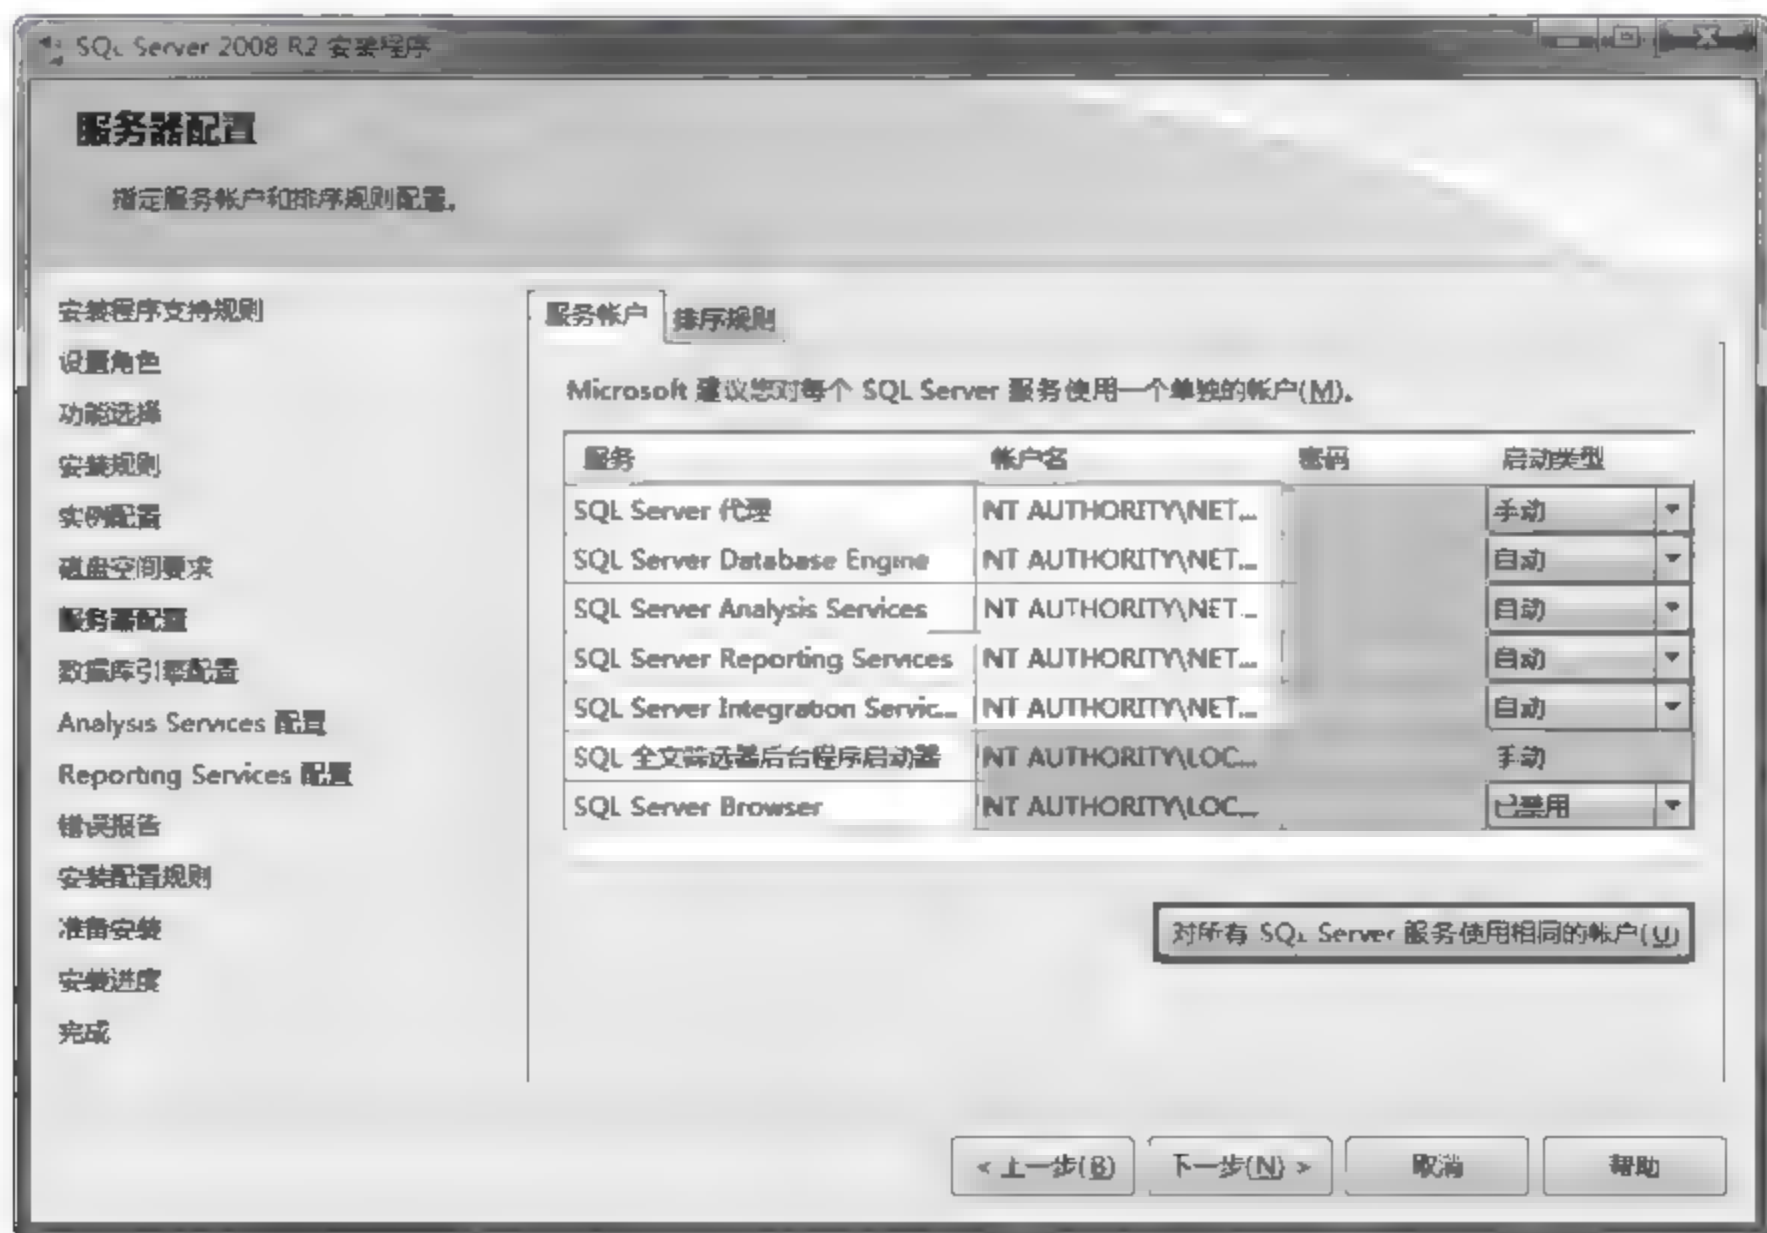 SQL Server 2008 R2 安装程序
服务器配置
指定服务帐户和排序规则配置。
安装程序支持规则
设置角色
功能选择
安装规则
实例配置
磁盘空间要求
服务器配置
数据库引擎配置
Analysis Services 配置
Reporting Services 配置
错误报告
安装配置规则
准备安装
安装进度
完成
服务帐户 排序规则
Microsoft 建议您对每个 SQL Server 服务使用一个单独的帐户(M)。
服务 帐户名 密码 启动类型
SQL Server 代理 NT AUTHORITY\NET... 手动
SQL Server Database Engine NT AUTHORITY\NET... 自动
SQL Server Analysis Services NT AUTHORITY\NET... 自动
SQL Server Reporting Services NT AUTHORITY\NET... 自动
SQL Server Integration Servic... NT AUTHORITY\NET... 自动
SQL 全文筛选器后台程序启动器 NT AUTHORITY\LOC... 手动
SQL Server Browser NT AUTHORITY\LOC... 已禁用
对所有 SQL Server 服务使用相同的帐户(U)
< 上一步(B) 下一步(N) > 取消 帮助